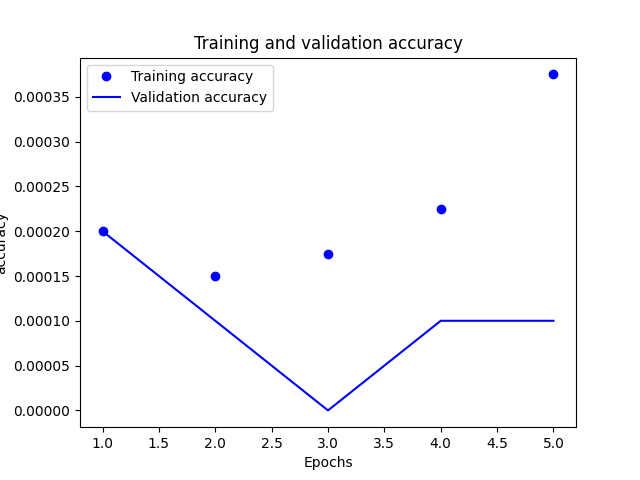 Training and validation accuracy
Training accuracy
Validation accuracy
0.00035
0.00030
0.00025
0.00020
0.00015
0.00010
0.00005
0.00000
accuracy
1.0 1.5 2.0 2.5 3.0 3.5 4.0 4.5 5.0
Epochs